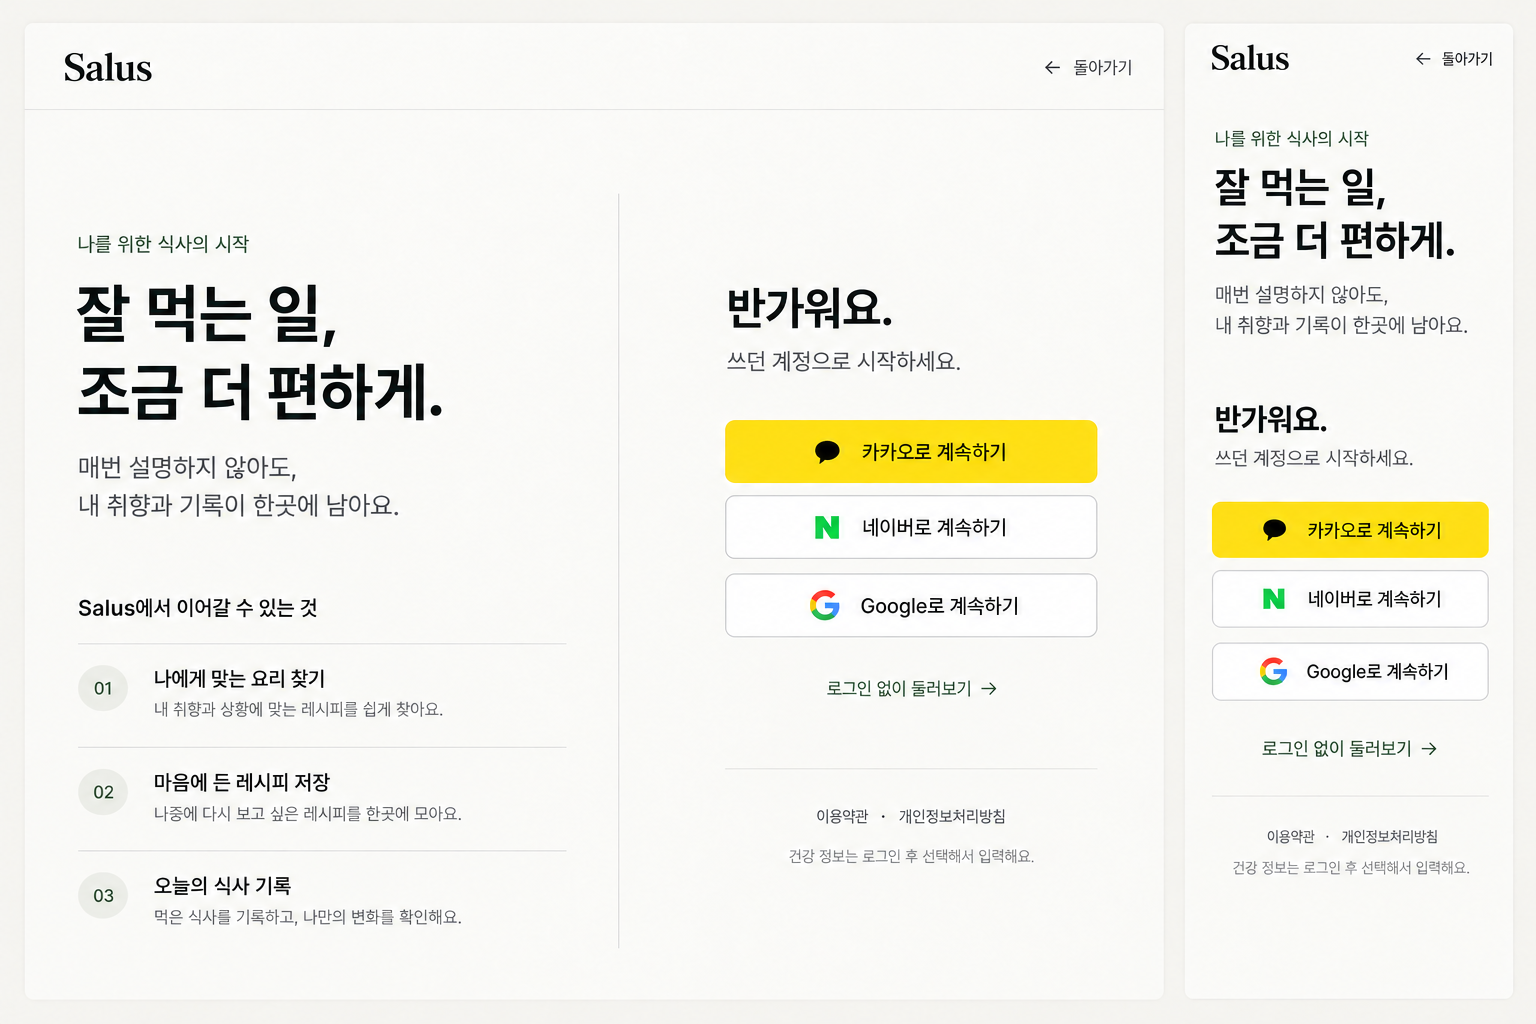 Salus
← 돌아가기
나를 위한 식사의 시작
잘 먹는 일,
조금 더 편하게.
매번 설명하지 않아도,
내 취향과 기록이 한곳에 남아요.
Salus에서 이어갈 수 있는 것
01
나에게 맞는 요리 찾기
내 취향과 상황에 맞는 레시피를 쉽게 찾아요.
02
마음에 든 레시피 저장
나중에 다시 보고 싶은 레시피를 한곳에 모아요.
03
오늘의 식사 기록
먹은 식사를 기록하고, 나만의 변화를 확인해요.
반가워요.
쓰던 계정으로 시작하세요.
카카오로 계속하기
N 네이버로 계속하기
G Google로 계속하기
로그인 없이 둘러보기 →
이용약관 · 개인정보처리방침
건강 정보는 로그인 후 선택해서 입력해요.
Salus
← 돌아가기
나를 위한 식사의 시작
잘 먹는 일,
조금 더 편하게.
매번 설명하지 않아도,
내 취향과 기록이 한곳에 남아요.
반가워요.
쓰던 계정으로 시작하세요.
카카오로 계속하기
N 네이버로 계속하기
G Google로 계속하기
로그인 없이 둘러보기 →
이용약관 · 개인정보처리방침
건강 정보는 로그인 후 선택해서 입력해요.